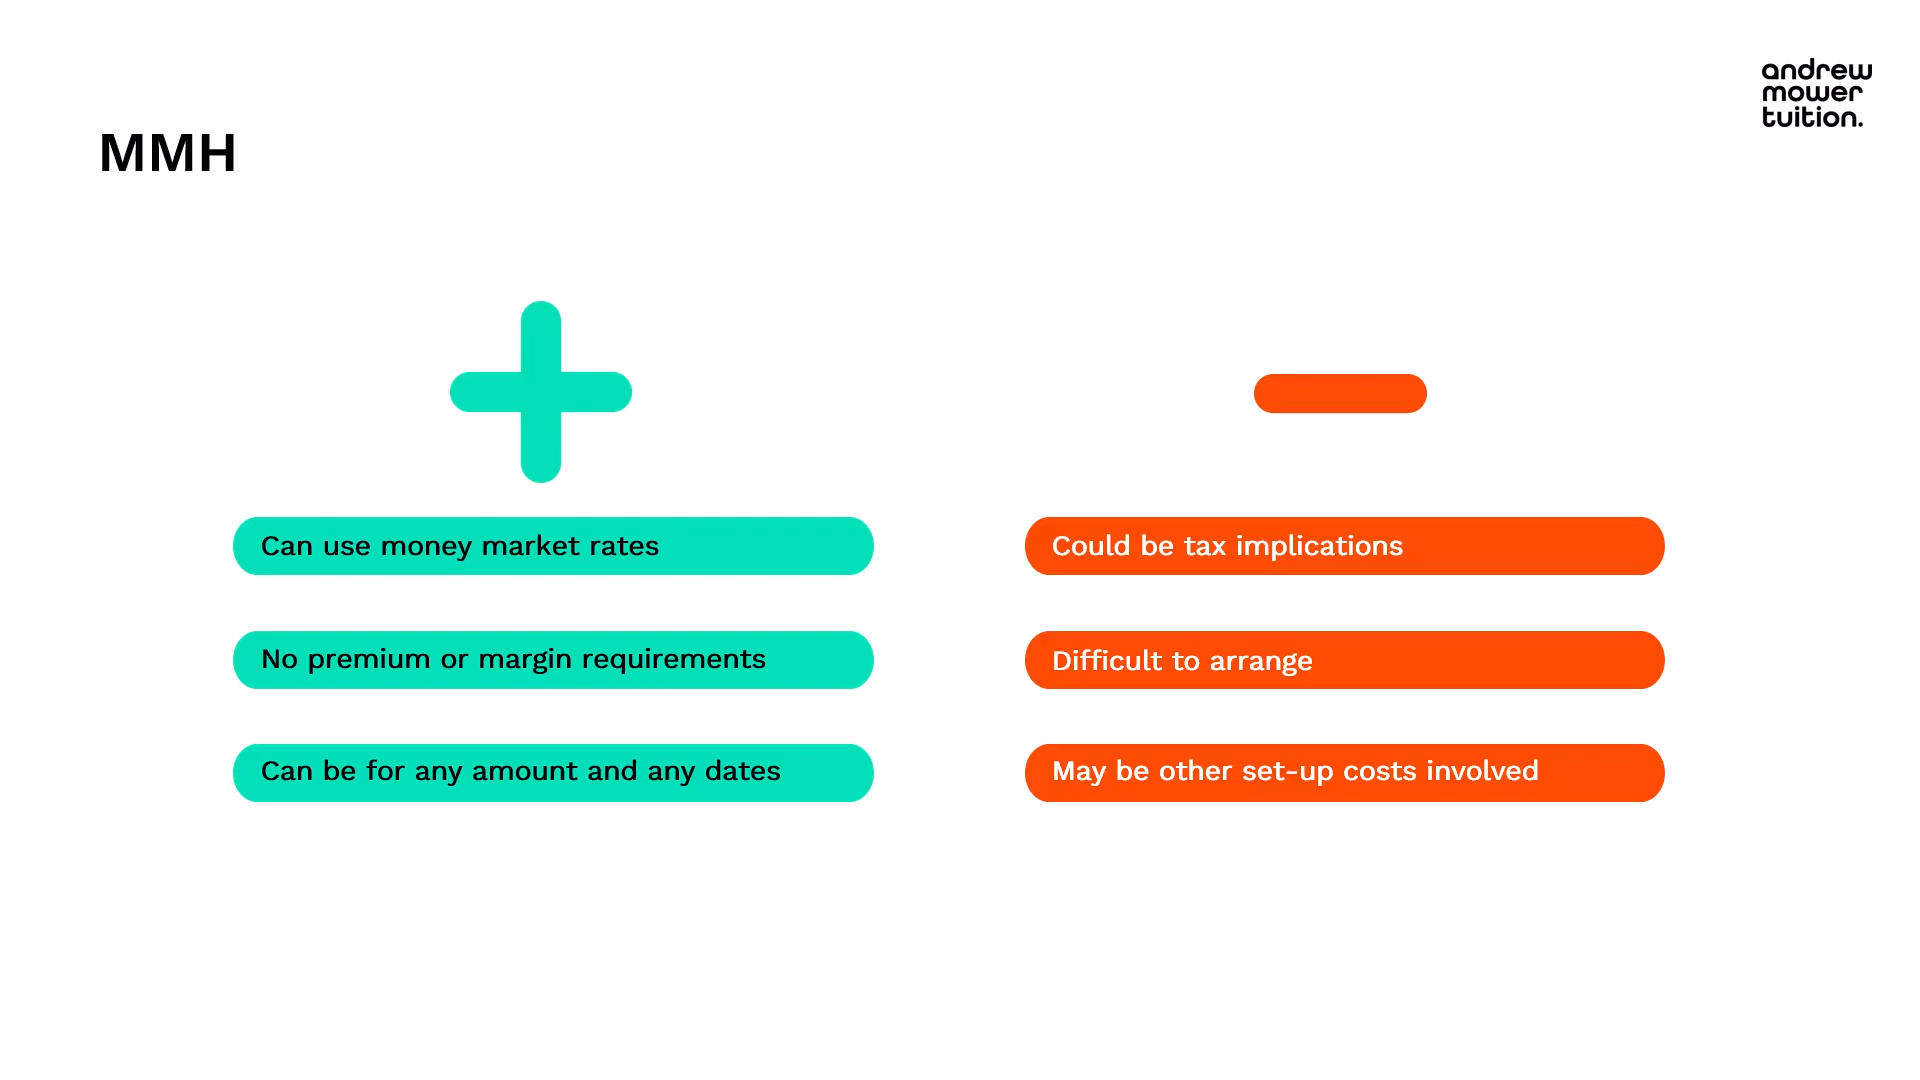 andrew
mower
tuition.
MMH
Can use money market rates
No premium or margin requirements
Can be for any amount and any dates
Could be tax implications
Difficult to arrange
May be other set-up costs involved